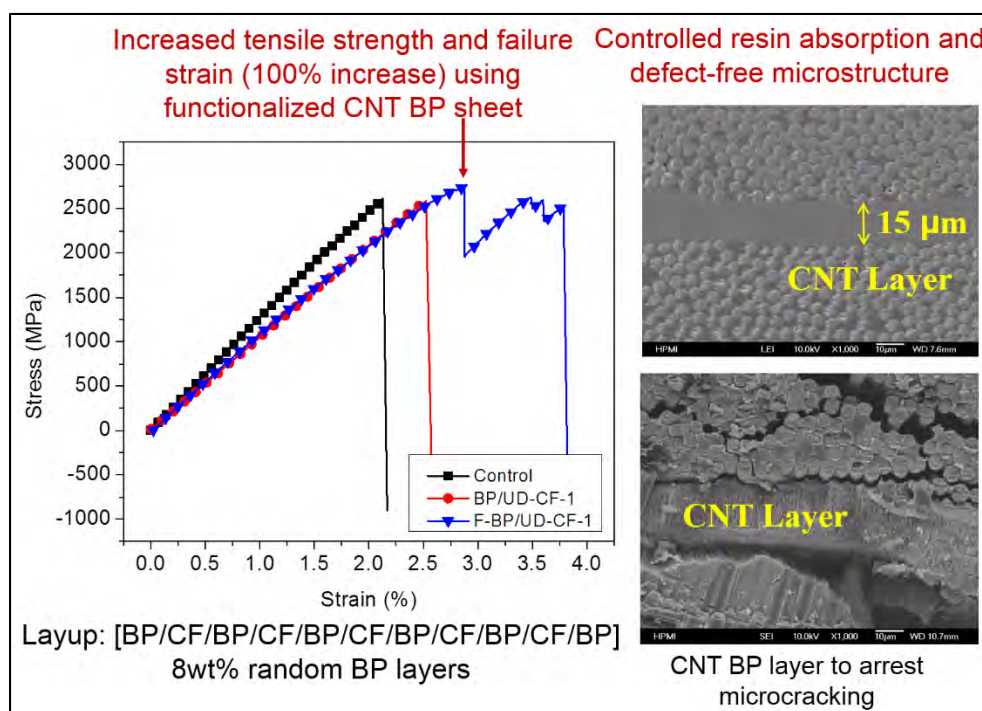 Increased tensile strength and failure
strain (100% increase) using
functionalized CNT BP sheet
Controlled resin absorption and
defect-free microstructure
3000
2500
2000
1500
1000
500
0
-500
-1000
Stress (MPa)
Control
BP/UD-CF-1
F-BP/UD-CF-1
0.0 0.5 1.0 1.5 2.0 2.5 3.0 3.5 4.0
Strain (%)
Layup: [BP/CF/BP/CF/BP/CF/BP/CF/BP/CF/BP]
8wt% random BP layers
15 µm
CNT Layer
HPMI LEI 10.0kV X1,000 10µm WD 7.6mm
CNT Layer
HPMI SEI 10.0kV X1,000 10µm WD 10.7mm
CNT BP layer to arrest
microcracking